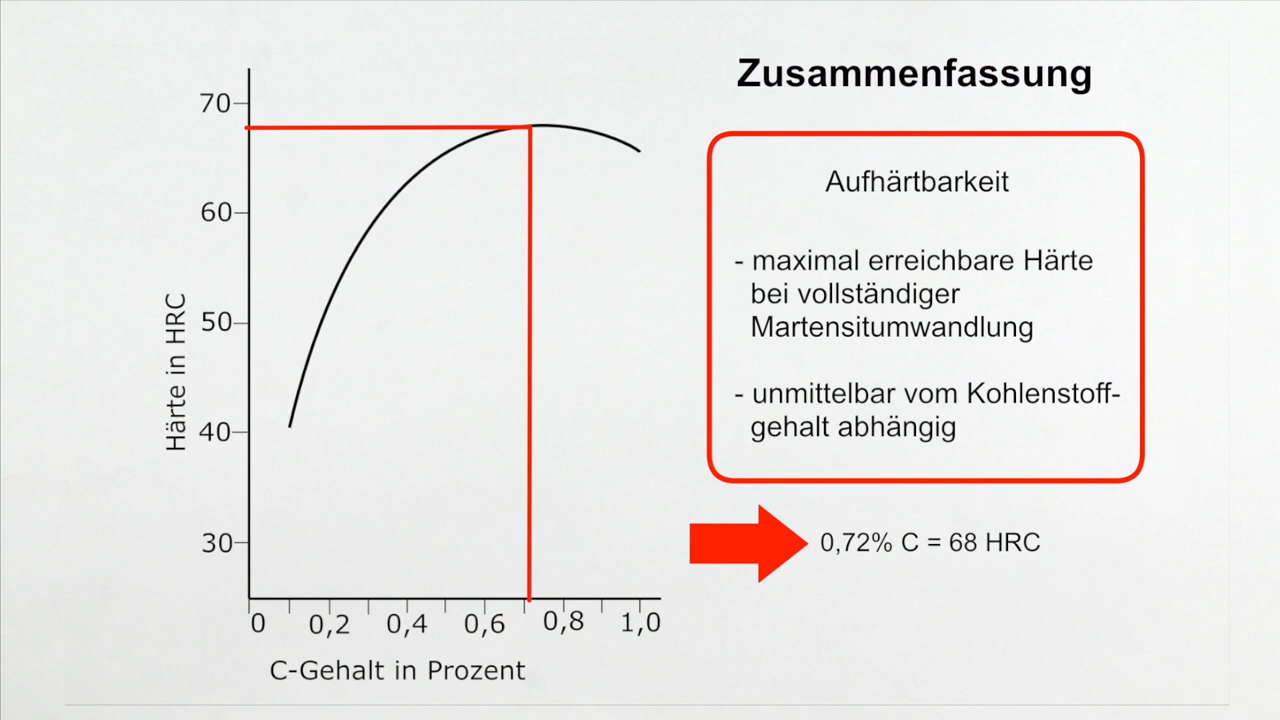 Zusammenfassung
70
60
50
40
30
Härte in HRC
0 0,2 0,4 0,6 0,8 1,0
C-Gehalt in Prozent
Aufhärtbarkeit
- maximal erreichbare Härte
bei vollständiger
Martensitumwandlung
- unmittelbar vom Kohlenstoff-
gehalt abhängig
0,72% C = 68 HRC